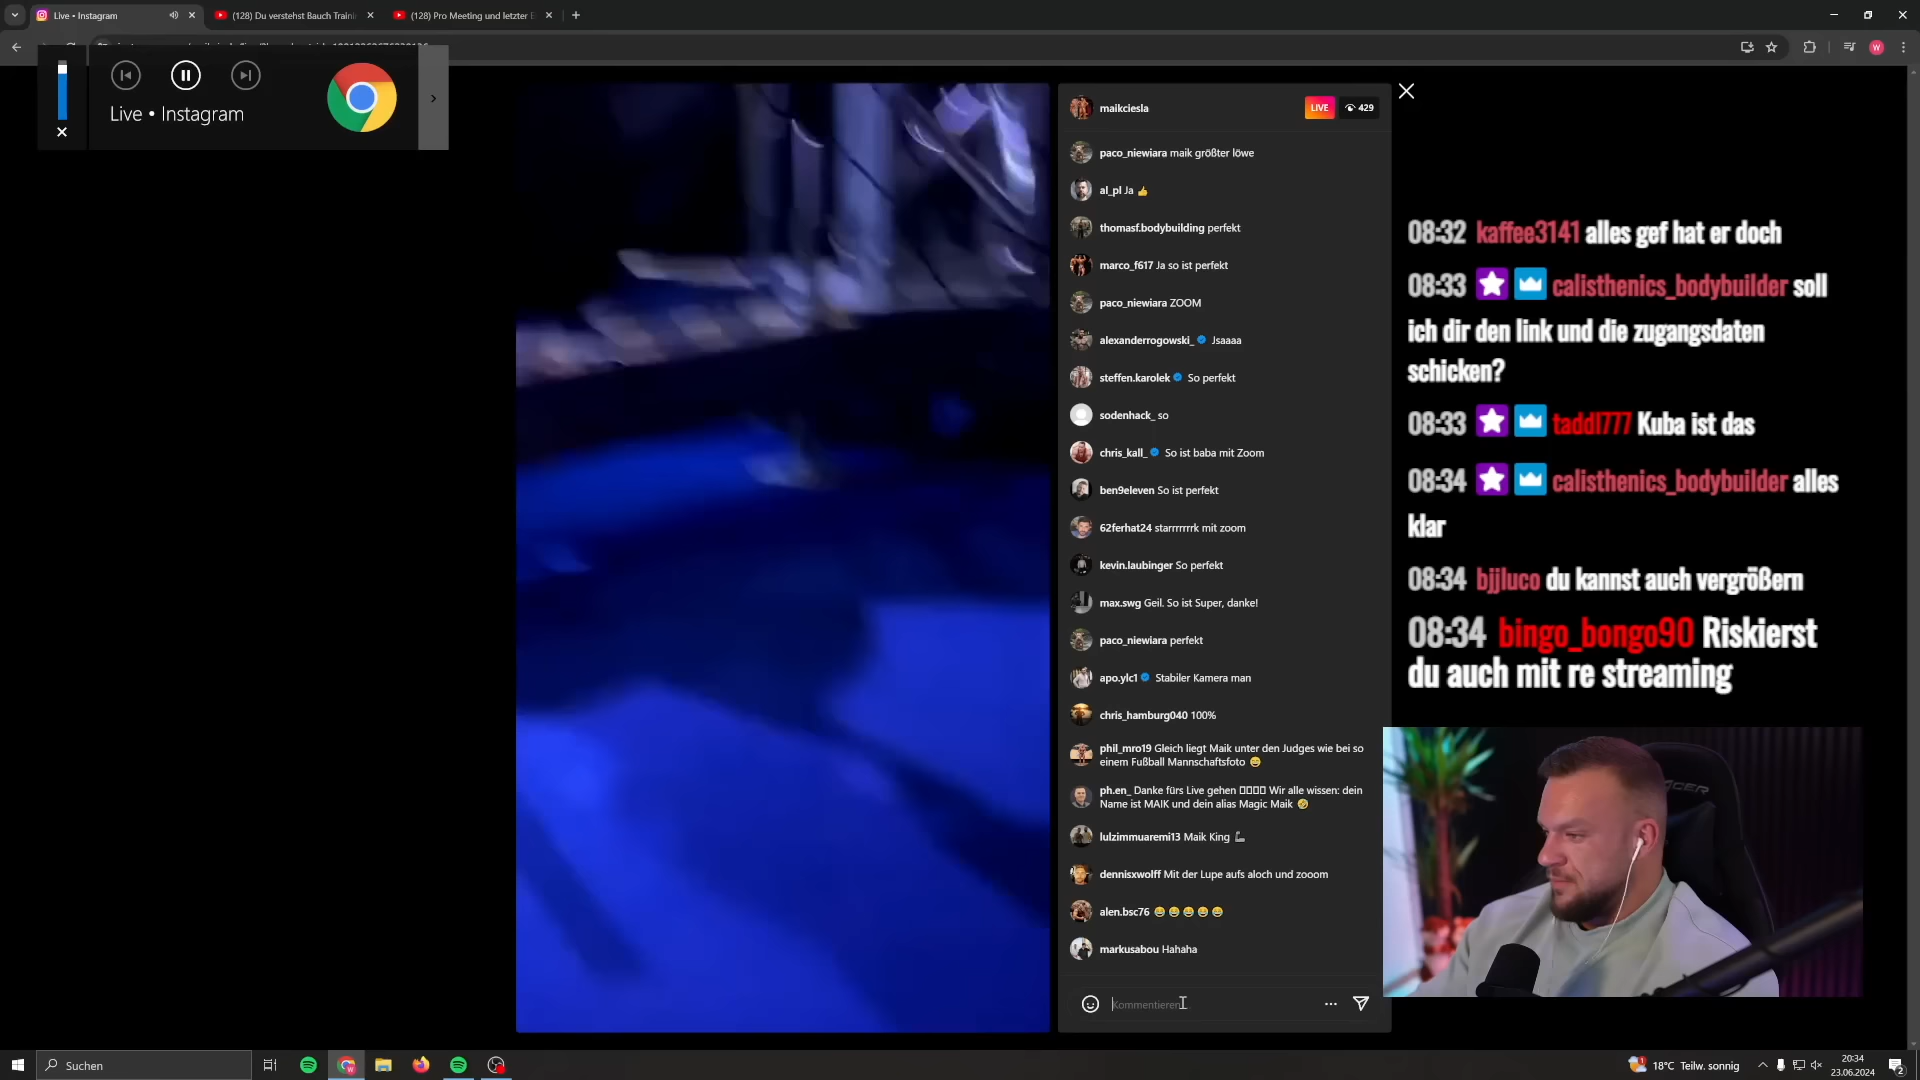 Live • Instagram
(128) Du verstehst Bauch Traini
(128) Pro Meeting und letzter E
W
Live • Instagram
maikciesla
LIVE
429
paco_niewiara maik größter löwe
al_pl Ja 👍
thomasf.bodybuilding perfekt
marco_f617 Ja so ist perfekt
paco_niewiara ZOOM
alexanderrogowski_ Jsaaaa
steffen.karolek So perfekt
sodenhack_ so
chris_kall_ So ist baba mit Zoom
ben9eleven So ist perfekt
62ferhat24 starrrrrrrk mit zoom
kevin.laubinger So perfekt
max.swg Geil. So ist Super, danke!
paco_niewiara perfekt
apo.ylc1 Stabiler Kamera man
chris_hamburg040 100%
phil_mro19 Gleich liegt Maik unter den Judges wie bei so
einem Fußball Mannschaftsfoto 😅
ph.en_ Danke fürs Live gehen Wir alle wissen: dein
Name ist MAIK und dein alias Magic Maik 🤣
lulzimmuaremi13 Maik King 💪
dennisxwolff Mit der Lupe aufs aloch und zooom
alen.bsc76 😂😂😂😂😂
markusabou Hahaha
Kommentieren
08:32 kaffee3141 alles gef hat er doch
08:33 calisthenics_bodybuilder soll
ich dir den link und die zugangsdaten
schicken?
08:33 taddl777 Kuba ist das
08:34 calisthenics_bodybuilder alles
klar
08:34 bjjluco du kannst auch vergrößern
08:34 bingo_bongo90 Riskierst
du auch mit re streaming
Suchen
18°C Teilw. sonnig
20:34
23.06.2024
2